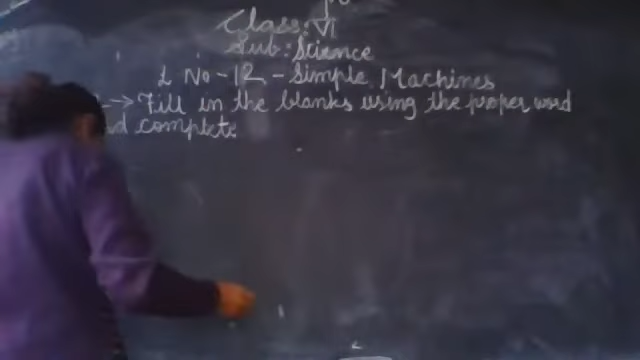 Class: VI
Sub: Science
L No-12-Simple Machines
→ Fill in the blanks using the proper word
complete